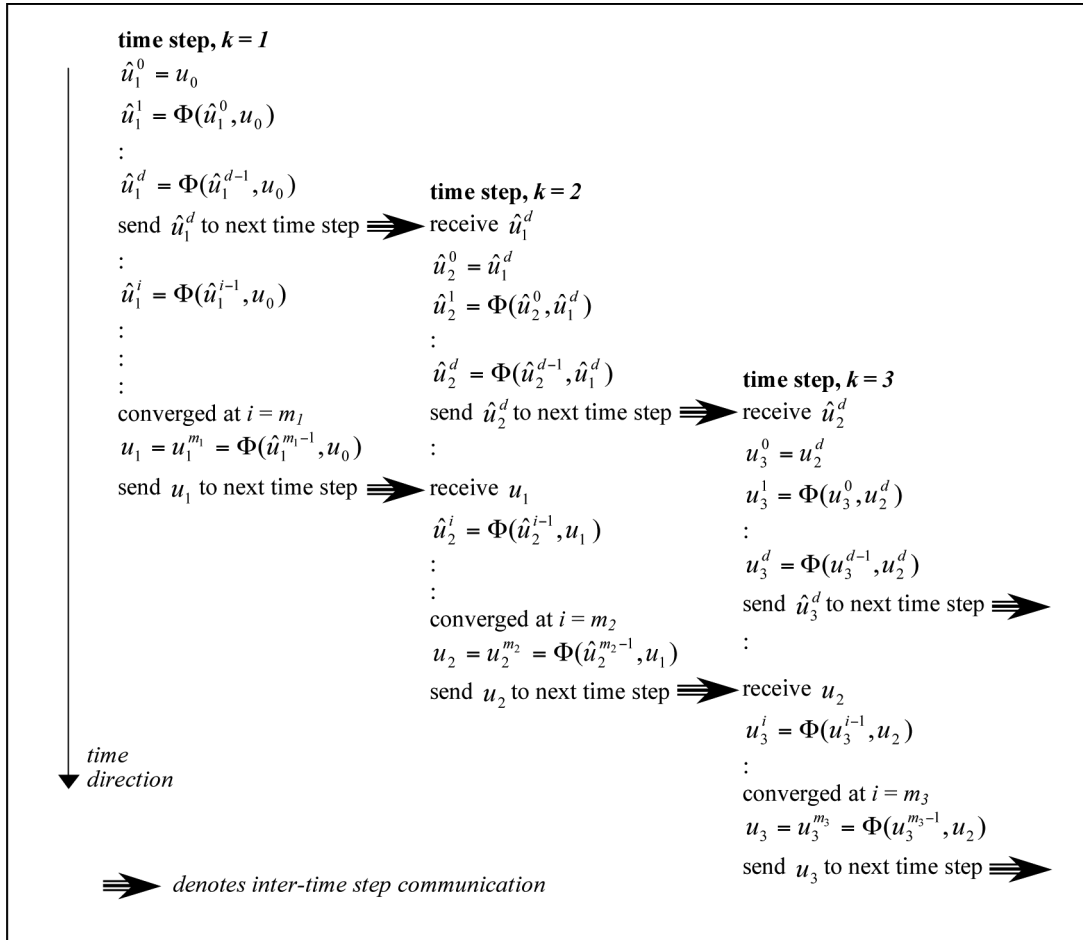 time step, k = 1
û₁⁰ = u₀
û₁¹ = Φ(û₁⁰, u₀)
:
û₁ᵈ = Φ(û₁ᵈ⁻¹, u₀)
send û₁ᵈ to next time step
:
û₁ⁱ = Φ(û₁ⁱ⁻¹, u₀)
:
:
:
converged at i = m₁
u₁ = u₁^{m₁} = Φ(û₁^{m₁−1}, u₀)
send u₁ to next time step
time step, k = 2
receive û₁ᵈ
û₂⁰ = û₁ᵈ
û₂¹ = Φ(û₂⁰, û₁ᵈ)
:
û₂ᵈ = Φ(û₂ᵈ⁻¹, û₁ᵈ)
send û₂ᵈ to next time step
:
receive u₁
û₂ⁱ = Φ(û₂ⁱ⁻¹, u₁)
:
:
converged at i = m₂
u₂ = u₂^{m₂} = Φ(û₂^{m₂−1}, u₁)
send u₂ to next time step
time step, k = 3
receive û₂ᵈ
u₃⁰ = u₂ᵈ
u₃¹ = Φ(u₃⁰, u₂ᵈ)
:
u₃ᵈ = Φ(u₃ᵈ⁻¹, u₂ᵈ)
send û₃ᵈ to next time step
:
receive u₂
u₃ⁱ = Φ(u₃ⁱ⁻¹, u₂)
:
converged at i = m₃
u₃ = u₃^{m₃} = Φ(u₃^{m₃−1}, u₂)
send u₃ to next time step
time
direction
denotes inter-time step communication